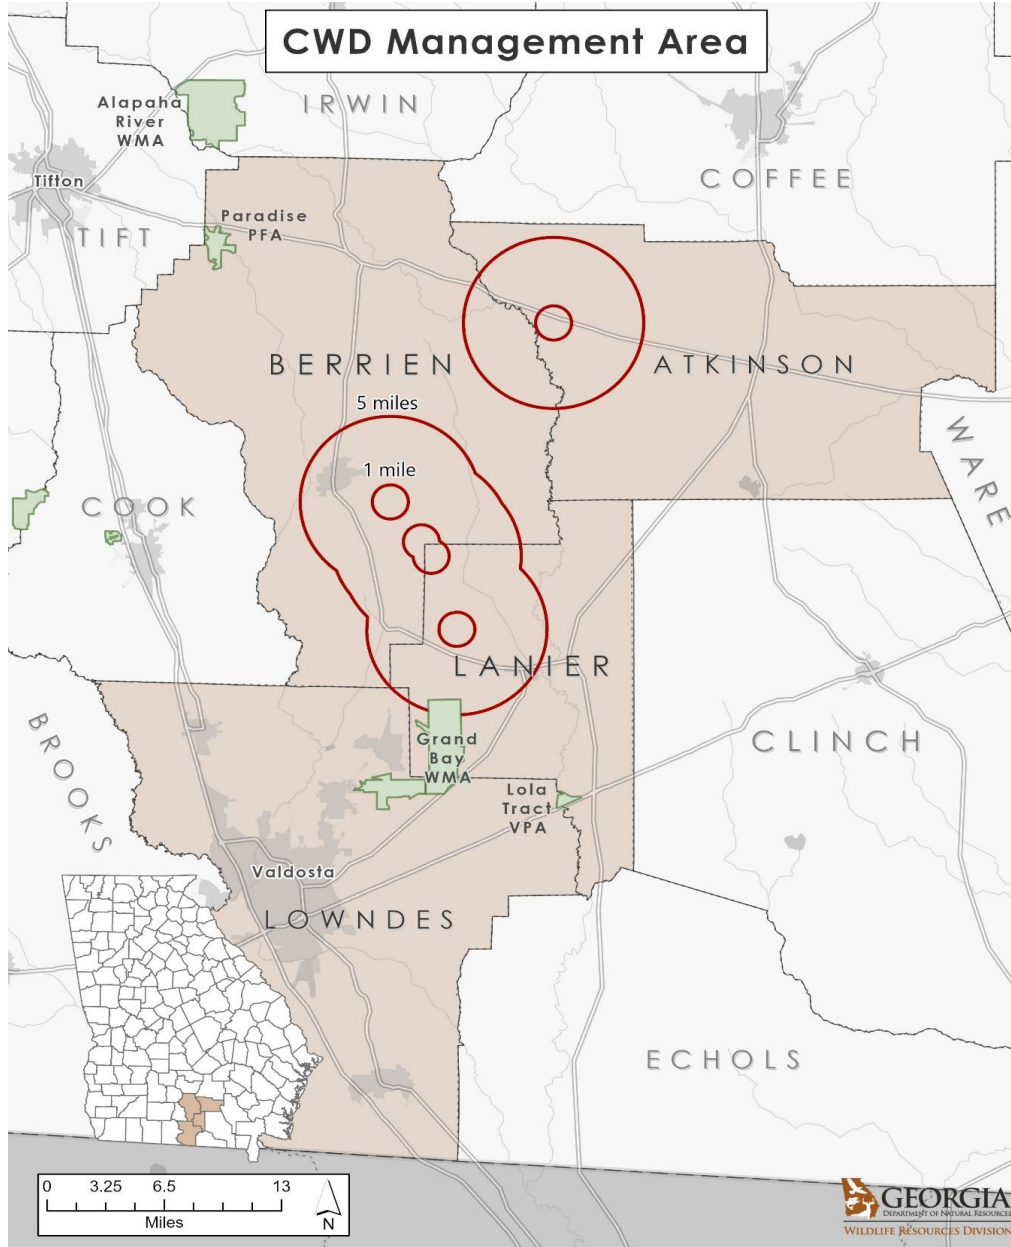 CWD Management Area
Alapaha
River
WMA
IRWIN
COFFEE
Tifton
TIFT
Paradise
PFA
BERRIEN
ATKINSON
5 miles
1 mile
WARE
COOK
LANIER
BROOKS
Grand
Bay
WMA
CLINCH
Lola
Tract
VPA
Valdosta
LOWNDES
ECHOLS
0 3.25 6.5 13
Miles
N
GEORGIA
DEPARTMENT OF NATURAL RESOURCES
WILDLIFE RESOURCES DIVISION